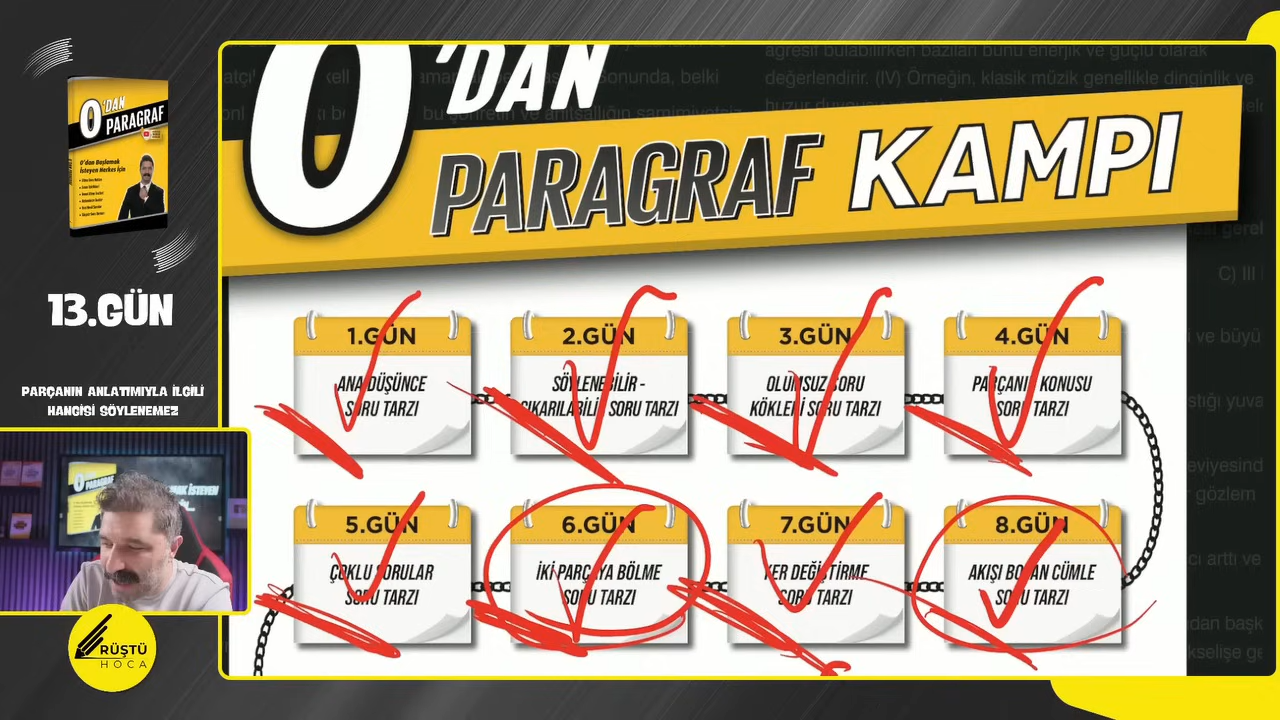 0'DAN
PARAGRAF
0'dan Başlamak
İsteyen Herkes İçin
13.GÜN
PARÇANIN ANLATIMIYLA İLGİLİ
HANGİSİ SÖYLENEMEZ
RÜŞTÜ
HOCA
0'DAN
PARAGRAF KAMPI
agresif bulabilirken bazıları bunu enerjik ve güçlü olarak
değerlendirir. (IV) Örneğin, klasik müzik genellikle dinginlik ve
1.GÜN
ANA DÜŞÜNCE
SORU TARZI
2.GÜN
SÖYLENEBİLİR -
ÇIKARILABİLİR SORU TARZI
3.GÜN
OLUMSUZ SORU
KÖKLERİ SORU TARZI
4.GÜN
PARÇANIN KONUSU
SORU TARZI
5.GÜN
ÇOKLU SORULAR
SORU TARZI
6.GÜN
İKİ PARÇAYA BÖLME
SORU TARZI
7.GÜN
YER DEĞİŞTİRME
SORU TARZI
8.GÜN
AKIŞI BOZAN CÜMLE
SORU TARZI
C) III